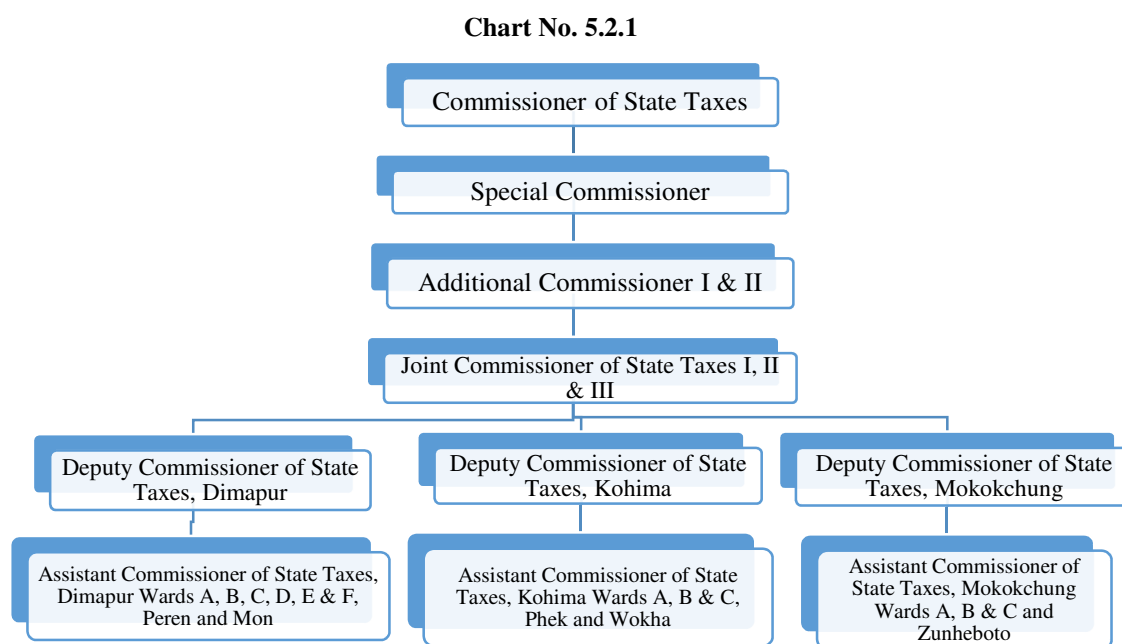 Chart No. 5.2.1
Commissioner of State Taxes
Special Commissioner
Additional Commissioner I & II
Joint Commissioner of State Taxes I, II
& III
Deputy Commissioner of State
Taxes, Dimapur
Deputy Commissioner of State
Taxes, Kohima
Deputy Commissioner of State
Taxes, Mokokchung
Assistant Commissioner of State Taxes,
Dimapur Wards A, B, C, D, E & F,
Peren and Mon
Assistant Commissioner of State
Taxes, Kohima Wards A, B & C,
Phek and Wokha
Assistant Commissioner of
State Taxes, Mokokchung
Wards A, B & C and
Zunheboto